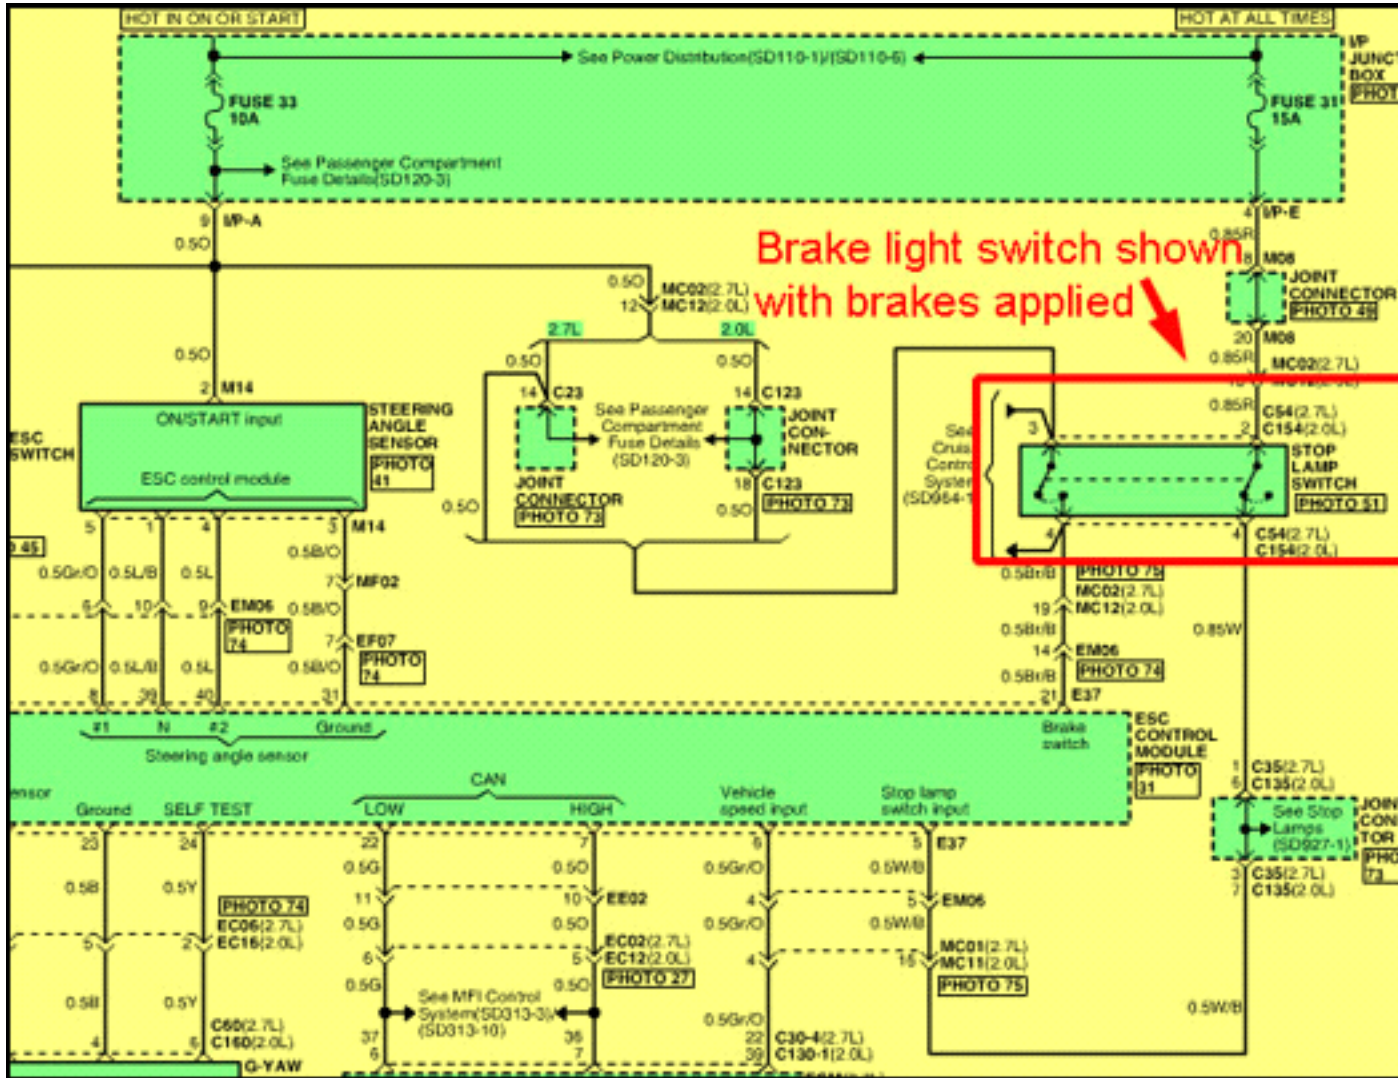 HOT IN ON OR START
HOT AT ALL TIMES
See Power Distribution(SD110-1)/(SD110-6)
I/P
JUNCT
BOX
PHOT
FUSE 33
10A
FUSE 31
15A
See Passenger Compartment
Fuse Details(SD120-3)
9 I/P-A
0.5O
4 I/P-E
0.85R
Brake light switch shown
with brakes applied
8 M08
JOINT
CONNECTOR
PHOTO 49
20 M08
0.85R
MC02(2.7L)
0.85R
0.5O
MC02(2.7L)
12 MC12(2.0L)
2.7L
2.0L
0.5O
0.5O
0.5O
2 M14
14 C23
14 C123
See Passenger
Compartment
Fuse Details
(SD120-3)
JOINT
CON-
NECTOR
JOINT
CONNECTOR
PHOTO 73
18 C123
PHOTO 73
0.5O
0.5O
ESC
SWITCH
ON/START input
ESC control module
STEERING
ANGLE
SENSOR
PHOTO
41
See
Cruis
Contro
System
(SD964-1
3
2
C54(2.7L)
C154(2.0L)
STOP
LAMP
SWITCH
PHOTO 51
4
4
C54(2.7L)
C154(2.0L)
5 1 4 3 M14
O 45
0.5Gr/O 0.5L/B 0.5L 0.5B/O
7 MF02
6 10 9 EM06 0.5B/O
PHOTO
74
7 EF07
PHOTO
74
0.5Gr/O 0.5L/B 0.5L 0.5B/O
8 39 40 31
0.5Br/B
PHOTO 75
MC02(2.7L)
19 MC12(2.0L)
0.5Br/B
0.85W
14 EM06
PHOTO 74
0.5Br/B
21 E37
#1 N #2 Ground
Steering angle sensor
Brake
switch
ESC
CONTROL
MODULE
PHOTO
31
ensor
Ground
SELF TEST
CAN
LOW
HIGH
Vehicle
speed input
Stop lamp
switch input
1 C35(2.7L)
6 C135(2.0L)
See Stop
Lamps
(SD927-1)
JOIN
CON
TOR
PHO
73
3 C35(2.7L)
7 C135(2.0L)
23 24 22 7 6 5 E37
0.5B 0.5Y 0.5G 0.5O 0.5Gr/O 0.5W/B
11 10 EE02 4 5 EM06
PHOTO 74
EC06(2.7L)
5 2 EC16(2.0L)
0.5G 0.5O 0.5Gr/O 0.5W/B
EC02(2.7L)
6 5 EC12(2.0L)
PHOTO 27
MC01(2.7L)
4 15 MC11(2.0L)
PHOTO 75
0.5B 0.5Y 0.5G 0.5O 0.5Gr/O 0.5W/B
See MFI Control
System(SD313-3)/
(SD313-10)
C60(2.7L)
4 6 C160(2.0L)
37 36 22 C30-4(2.7L)
6 7 39 C130-1(2.0L)
G-YAW